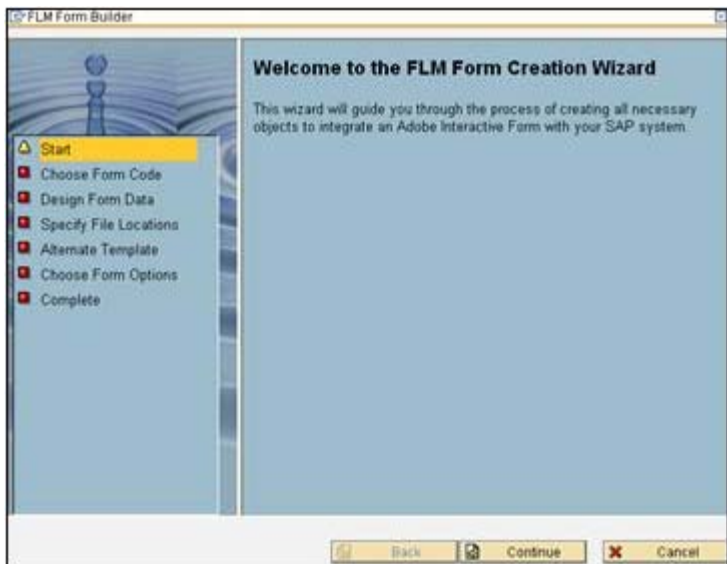 FLM Form Builder
Welcome to the FLM Form Creation Wizard
This wizard will guide you through the process of creating all necessary
objects to integrate an Adobe Interactive Form with your SAP system.
Start
Choose Form Code
Design Form Data
Specify File Locations
Alternate Template
Choose Form Options
Complete
Back
Continue
Cancel